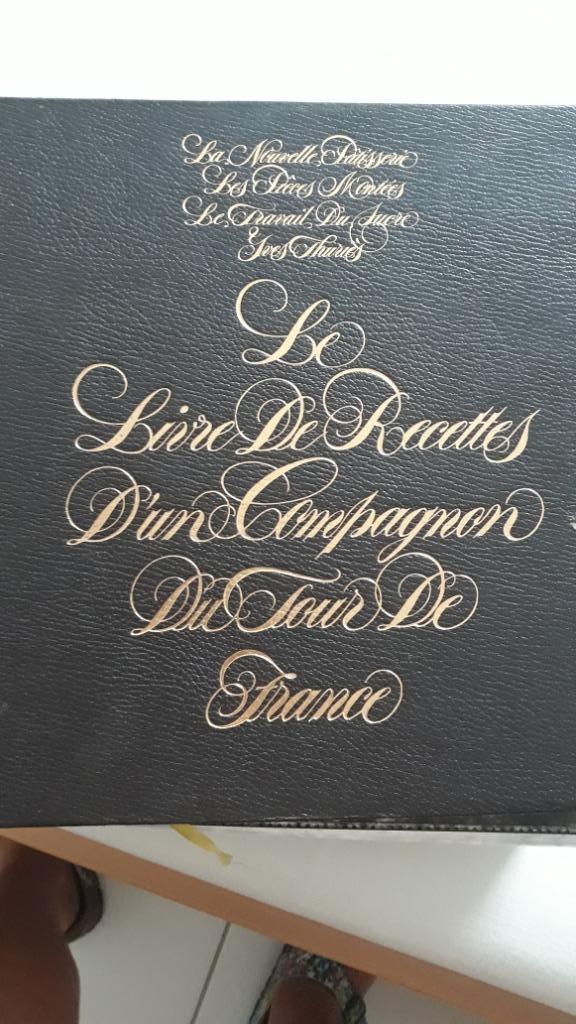 La Nouvelle Pâtisserie
Les Pièces Montées
Le Travail Du Sucre
Yves Thuriès
Le
Livre De Recettes
D'un Compagnon
Du Tour De
France